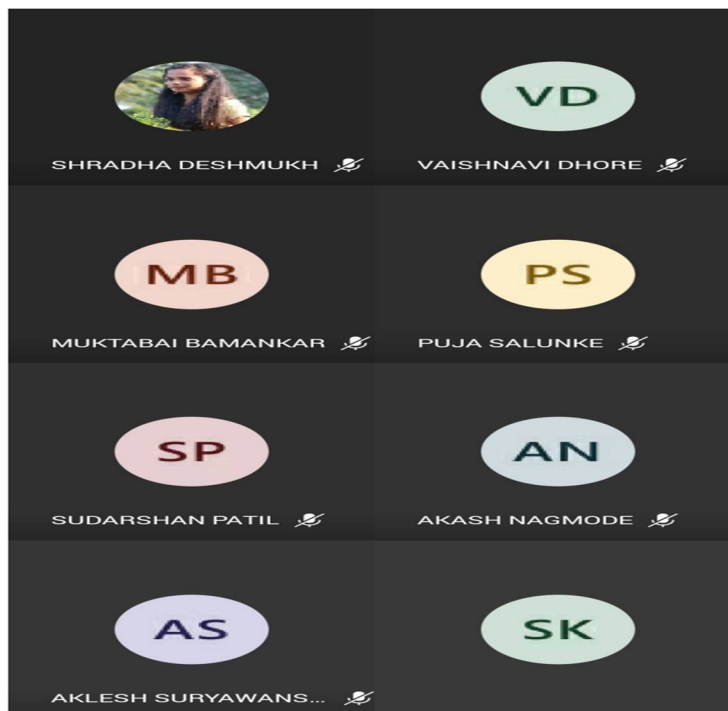 VD
SHRADHA DESHMUKH
VAISHNAVI DHORE
MB
PS
MUKTABAI BAMANKAR
PUJA SALUNKE
SP
AN
SUDARSHAN PATIL
AKASH NAGMODE
AS
SK
AKLESH SURYAWANS...